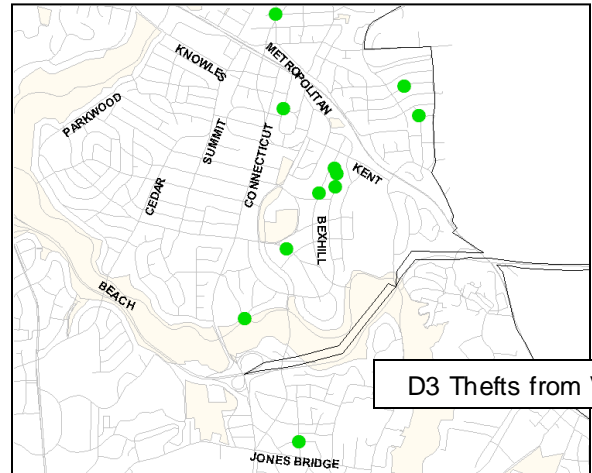 METROPOLITAN
KNOWLES
PARKWOOD
SUMMIT
CONNECTICUT
KENT
CEDAR
BEXHILL
BEACH
D3 Thefts from
JONES BRIDGE